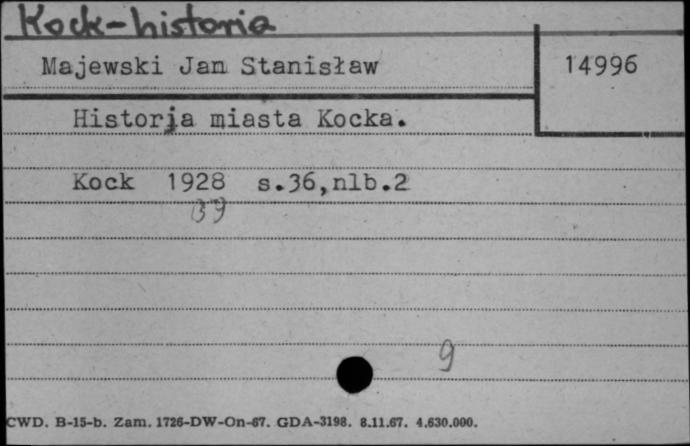 Kock-historia
Majewski Jan Stanisław 14996
Historja miasta Kocka.
Kock 1928 s.36,nlb.2
39
9
CWD. B-15-b. Zam. 1726-DW-On-67. GDA-3198. 8.11.67. 4.630.000.